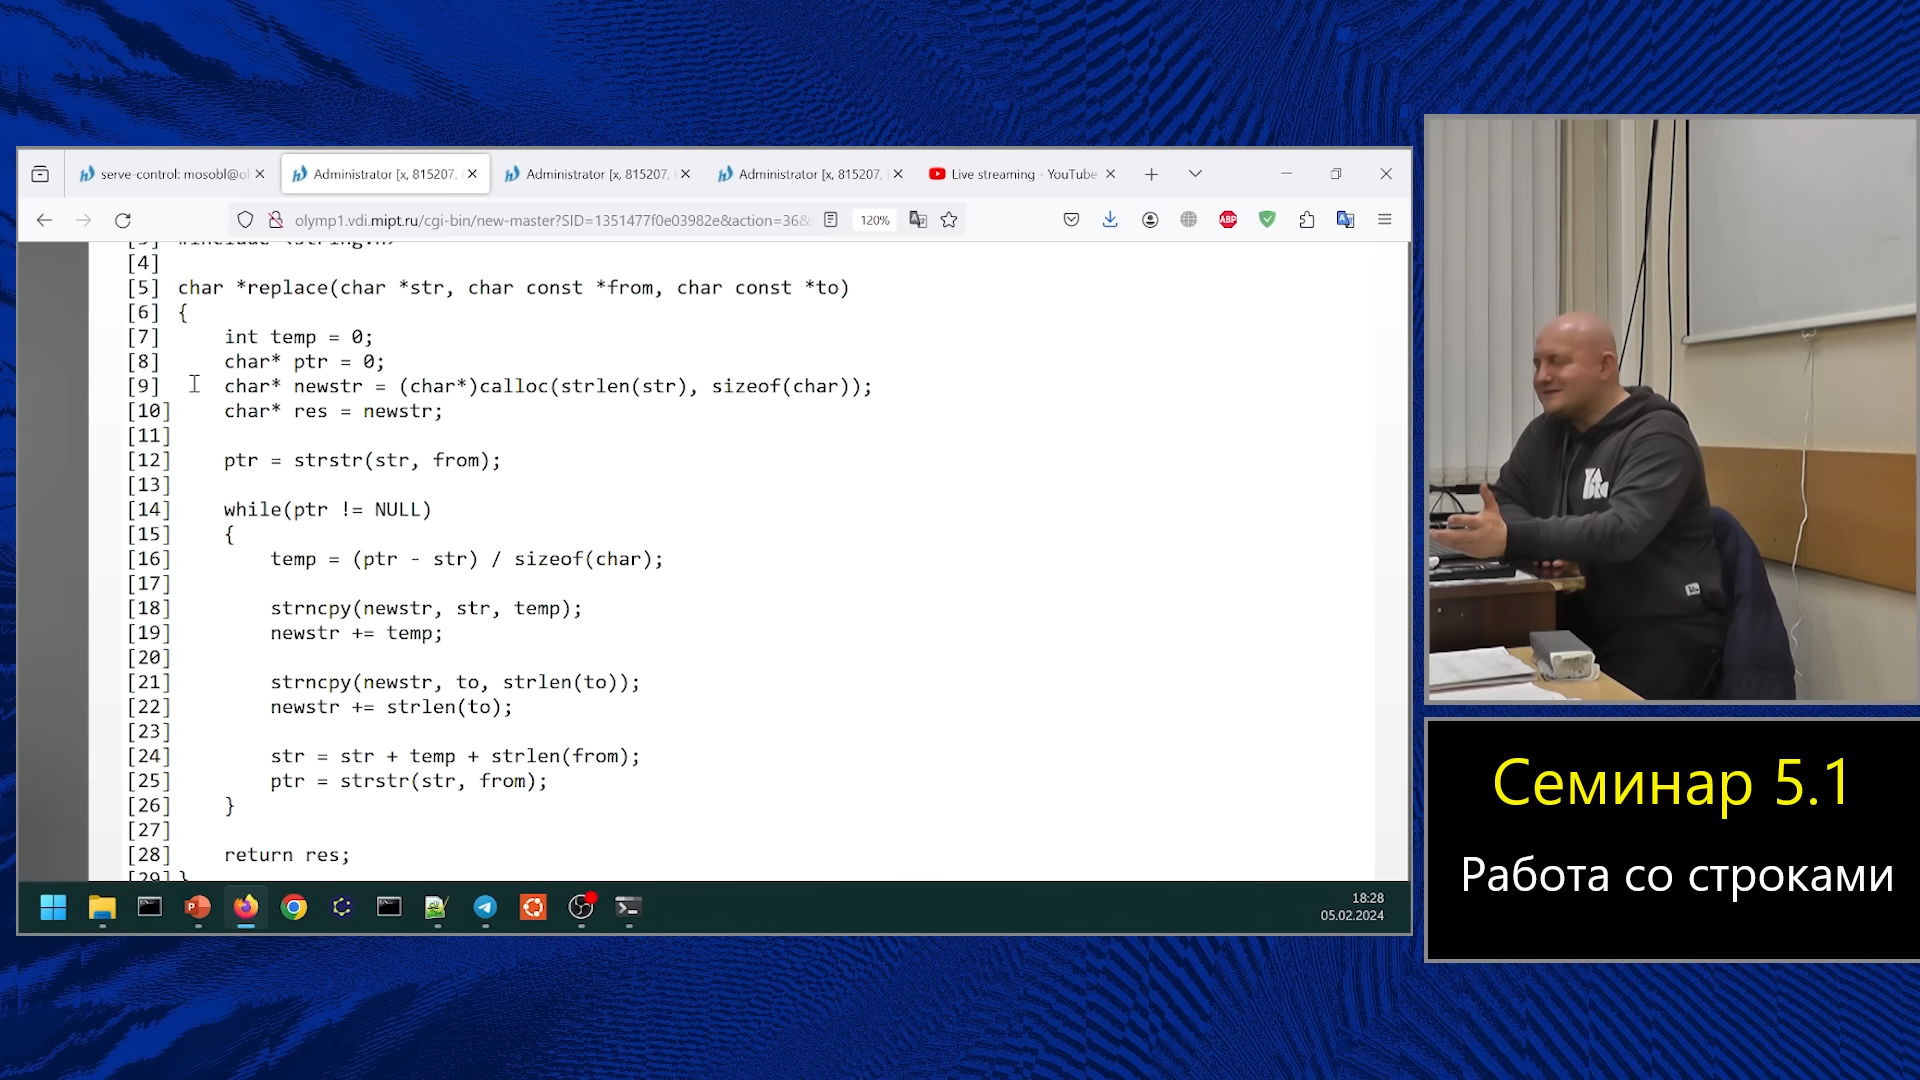 serve-control: mosobl@ol
Administrator [x, 815207,
Administrator [x, 815207,
Administrator [x, 815207,
Live streaming - YouTube
olymp1.vdi.mipt.ru/cgi-bin/new-master?SID=1351477f0e03982e&action=36&
120%
ABP
[3] #include <string.h>
[4]
[5] char *replace(char *str, char const *from, char const *to)
[6] {
[7] int temp = 0;
[8] char* ptr = 0;
[9] char* newstr = (char*)calloc(strlen(str), sizeof(char));
[10] char* res = newstr;
[11]
[12] ptr = strstr(str, from);
[13]
[14] while(ptr != NULL)
[15] {
[16] temp = (ptr - str) / sizeof(char);
[17]
[18] strncpy(newstr, str, temp);
[19] newstr += temp;
[20]
[21] strncpy(newstr, to, strlen(to));
[22] newstr += strlen(to);
[23]
[24] str = str + temp + strlen(from);
[25] ptr = strstr(str, from);
[26] }
[27]
[28] return res;
[29] }
18:28
05.02.2024
Семинар 5.1
Работа со строками